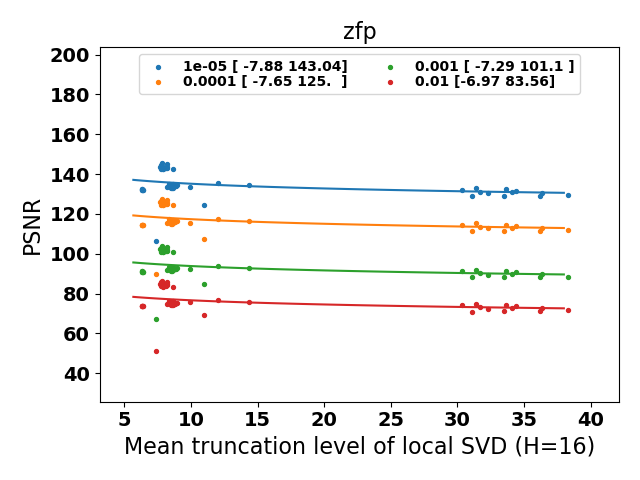 zfp
1e-05 [ -7.88 143.04]
0.0001 [ -7.65 125.  ]
0.001 [ -7.29 101.1 ]
0.01 [-6.97 83.56]
PSNR
200
180
160
140
120
100
80
60
40
5 10 15 20 25 30 35 40
Mean truncation level of local SVD (H=16)